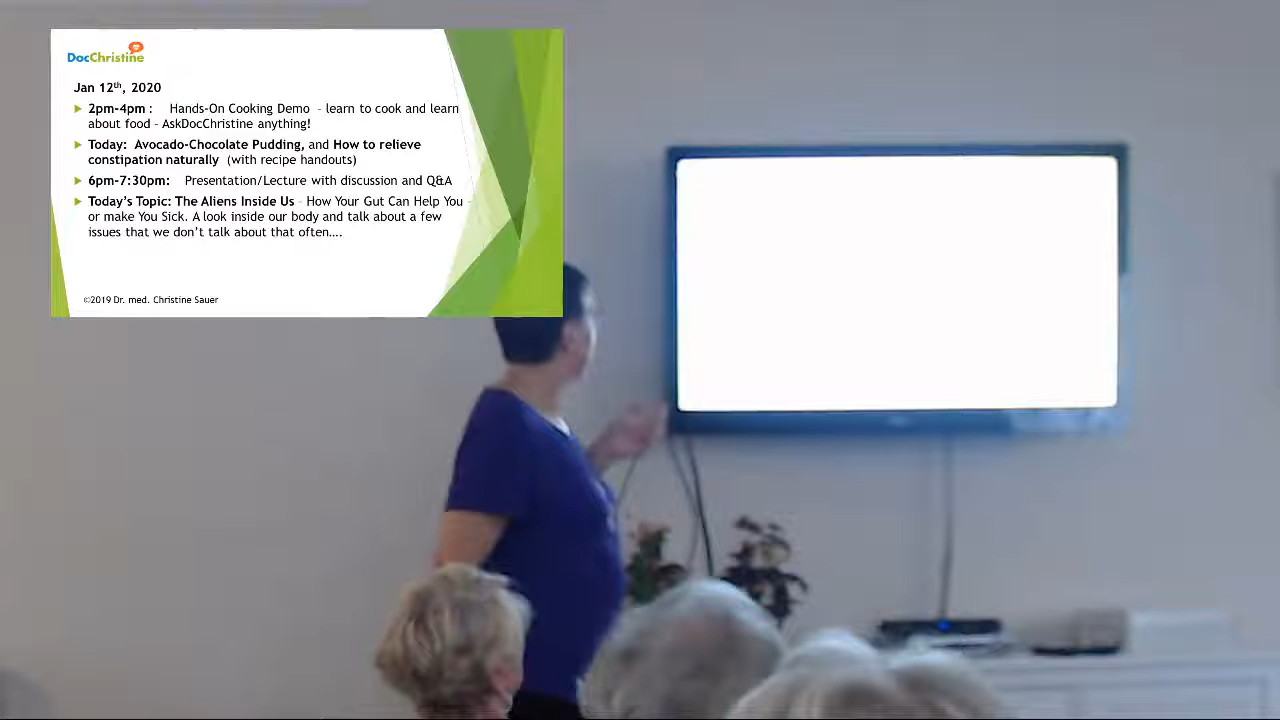 DocChristine
Jan 12th, 2020
2pm-4pm : Hands-On Cooking Demo - learn to cook and learn
about food - AskDocChristine anything!
Today: Avocado-Chocolate Pudding, and How to relieve
constipation naturally (with recipe handouts)
6pm-7:30pm: Presentation/Lecture with discussion and Q&A
Today's Topic: The Aliens Inside Us - How Your Gut Can Help You -
or make You Sick. A look inside our body and talk about a few
issues that we don't talk about that often....
©2019 Dr. med. Christine Sauer